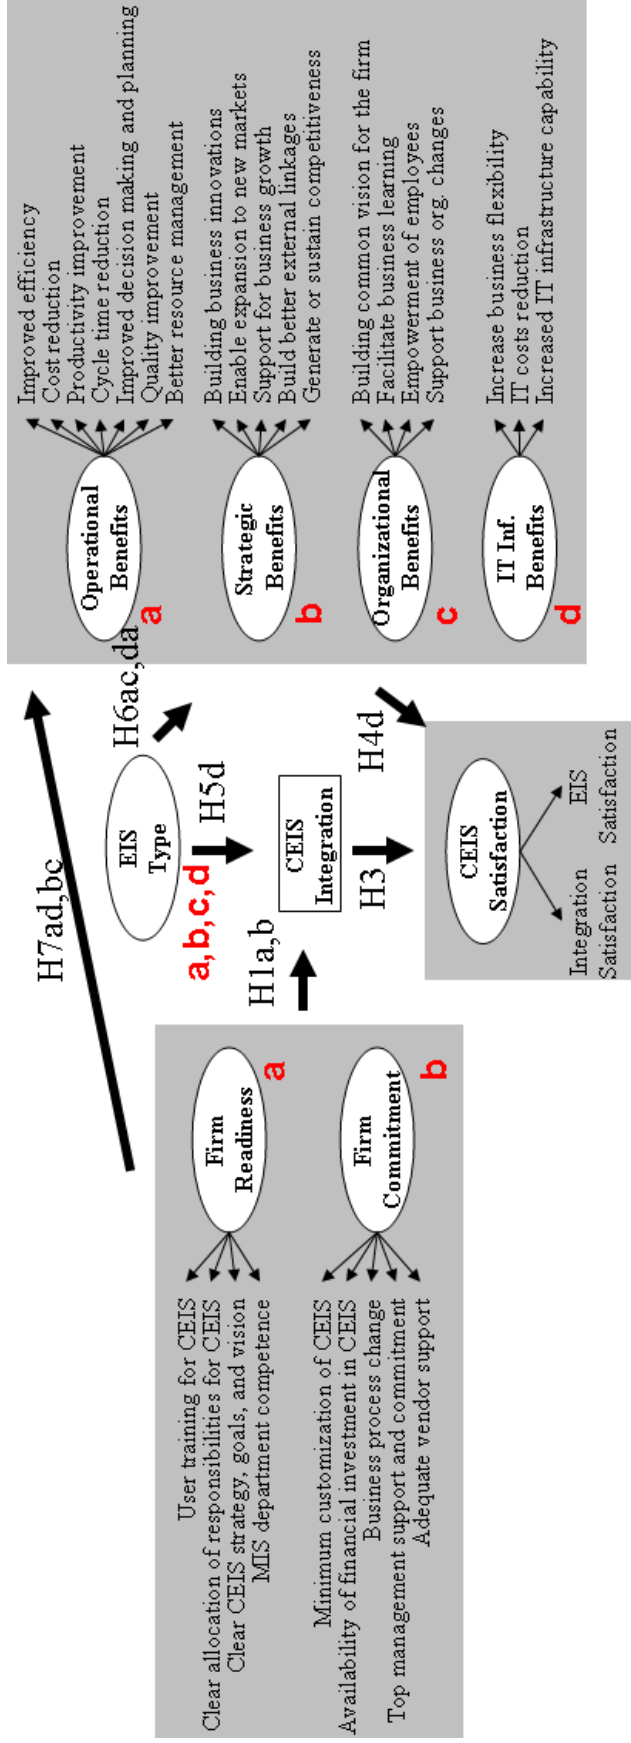 User training for CEIS
Clear allocation of responsibilities for CEIS
Clear CEIS strategy, goals, and vision
MIS department competence
Minimum customization of CEIS
Availability of financial investment in CEIS
Business process change
Top management support and commitment
Adequate vendor support
Firm
Readiness
a
Firm
Commitment
b
H7ad,bc
H1a,b
EIS
Type
a,b,c,d
H6ac,da
H5d
CEIS
Integration
H3
H4d
CEIS
Satisfaction
Integration
Satisfaction
EIS
Satisfaction
Operational
Benefits
a
Improved efficiency
Cost reduction
Productivity improvement
Cycle time reduction
Improved decision making and planning
Quality improvement
Better resource management
Strategic
Benefits
b
Building business innovations
Enable expansion to new markets
Support for business growth
Build better external linkages
Generate or sustain competitiveness
Organizational
Benefits
c
Building common vision for the firm
Facilitate business learning
Empowerment of employees
Support business org. changes
IT Inf.
Benefits
d
Increase business flexibility
IT costs reduction
Increased IT infrastructure capability